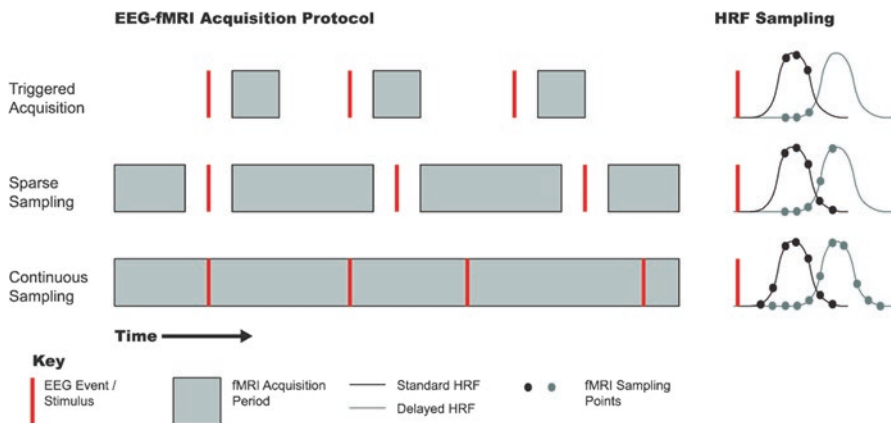 EEG-fMRI Acquisition Protocol
HRF Sampling
Triggered
Acquisition
Sparse
Sampling
Continuous
Sampling
Time
Key
EEG Event /
Stimulus
fMRI Acquisition
Period
Standard HRF
Delayed HRF
fMRI Sampling
Points